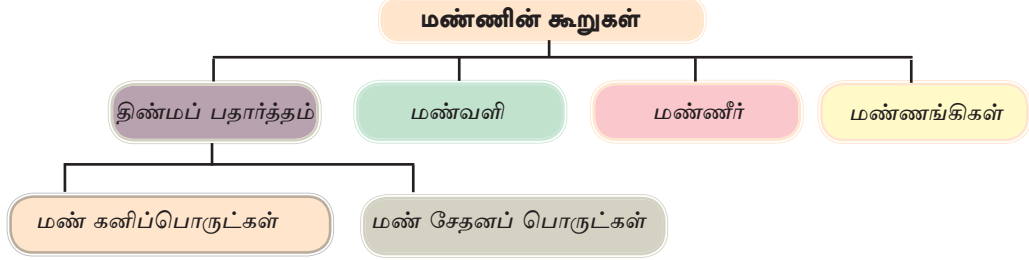 மண்ணின் கூறுகள்
திண்மப் பதார்த்தம்
மண்வளி
மண்ணீர்
மண்ணங்கிகள்
மண் கனிப்பொருட்கள்
மண் சேதனப் பொருட்கள்